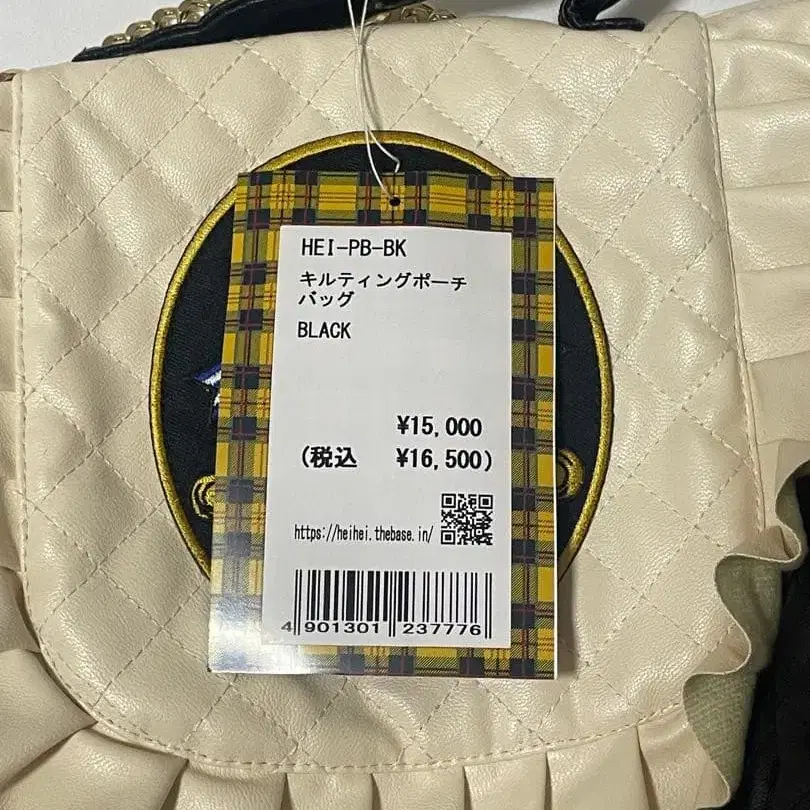 HEI-PB-BK
キルティングポーチ
バッグ
BLACK
¥15,000
(税込 ¥16,500)
https://heihei.thebase.in/
4 901301 237776